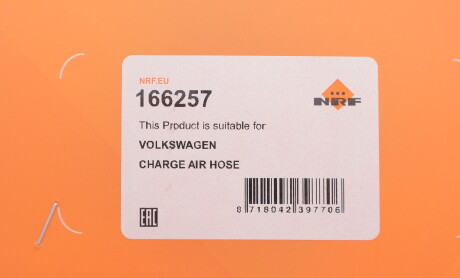 NRF.EU
166257
NRF
This Product is suitable for
VOLKSWAGEN
CHARGE AIR HOSE
8 718042 397706
EAC